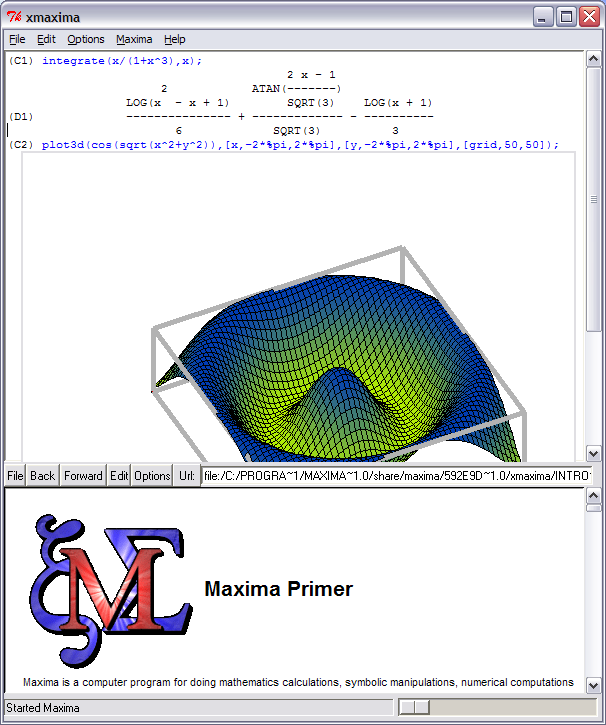 xmaxima
File Edit Options Maxima Help
(C1) integrate(x/(1+x^3),x);
2 x - 1
2 ATAN(-------)
LOG(x - x + 1) SQRT(3) LOG(x + 1)
(D1) --------------- + ------------- - ----------
6 SQRT(3) 3
(C2) plot3d(cos(sqrt(x^2+y^2)),[x,-2*%pi,2*%pi],[y,-2*%pi,2*%pi],[grid,50,50]);
File Back Forward Edit Options Url: file:/C:/PROGRA~1/MAXIMA~1.0/share/maxima/592E9D~1.0/xmaxima/INTRO
Maxima Primer
Maxima is a computer program for doing mathematics calculations, symbolic manipulations, numerical computations
Started Maxima